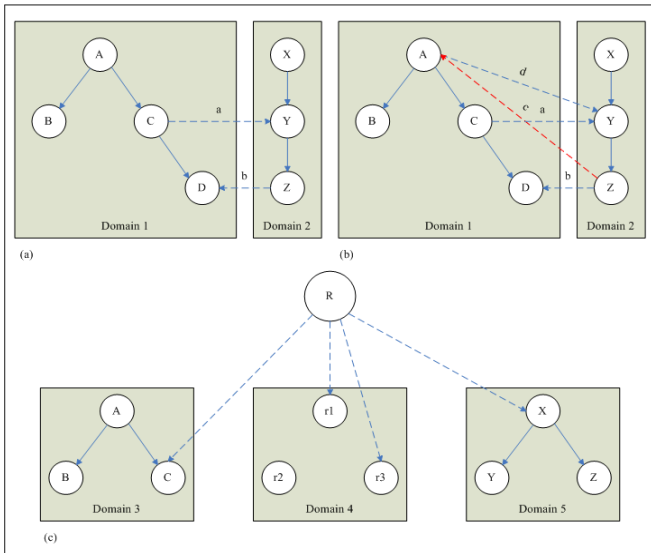 A
X
B
C
a
Y
D
b
Z
Domain 1
Domain 2
(a)
A
d
X
B
C
e
a
Y
D
b
Z
Domain 1
Domain 2
(b)
R
A
r1
X
B
C
r2
r3
Y
Z
Domain 3
Domain 4
Domain 5
(c)